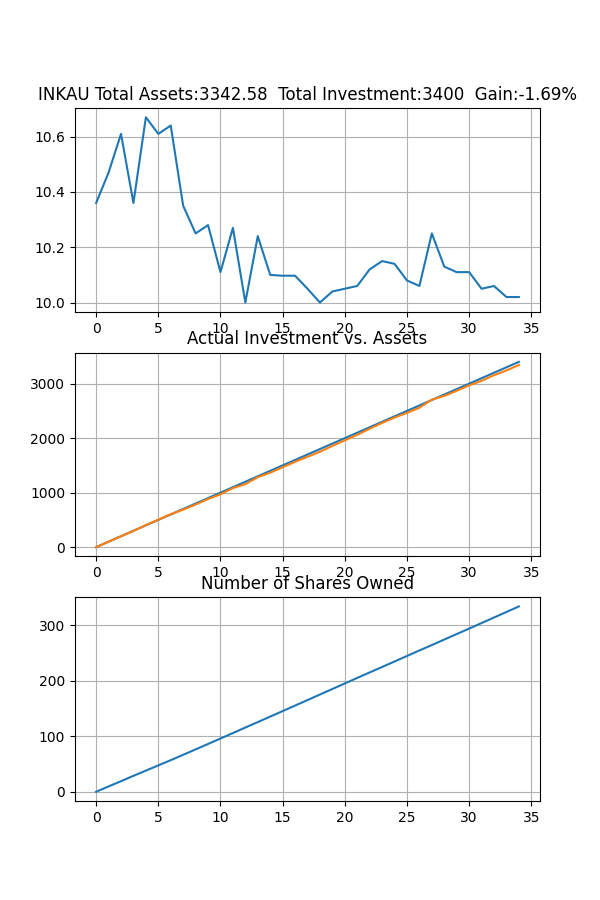 INKAU Total Assets:3342.58  Total Investment:3400  Gain:-1.69%
10.6
10.4
10.2
10.0
0 5 10 15 20 25 30 35
Actual Investment vs. Assets
3000
2000
1000
0
0 5 10 15 20 25 30 35
Number of Shares Owned
300
200
100
0
0 5 10 15 20 25 30 35